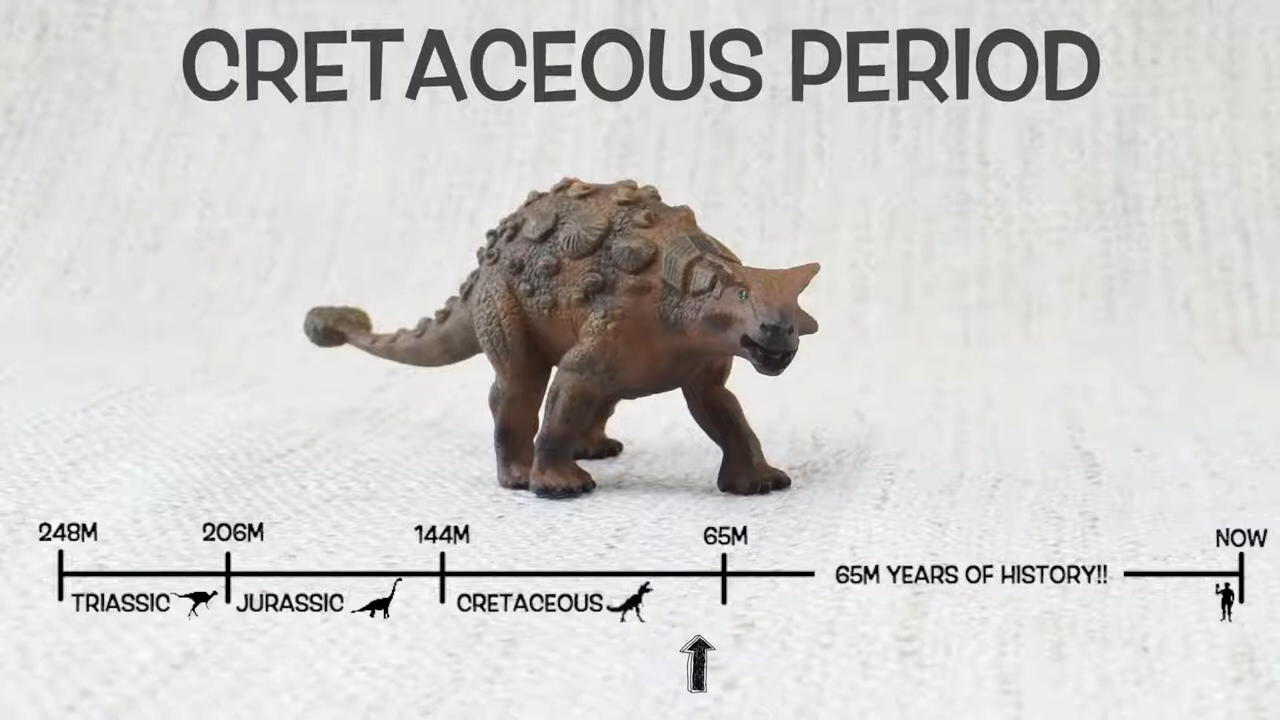 CRETACEOUS PERIOD
248M 206M 144M 65M NOW
65M YEARS OF HISTORY!!
TRIASSIC JURASSIC CRETACEOUS